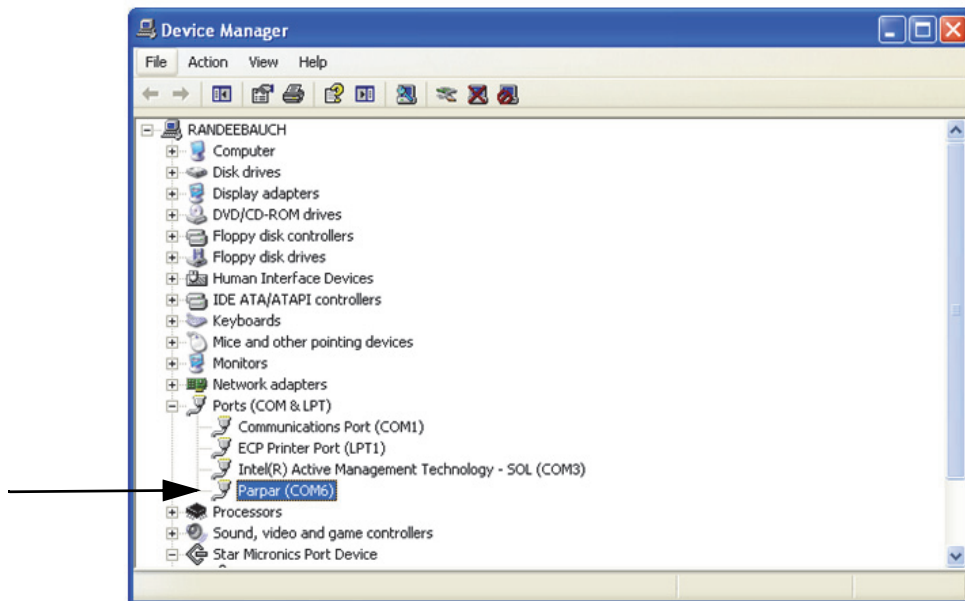 Device Manager
File Action View Help
RANDEEBAUCH
Computer
Disk drives
Display adapters
DVD/CD-ROM drives
Floppy disk controllers
Floppy disk drives
Human Interface Devices
IDE ATA/ATAPI controllers
Keyboards
Mice and other pointing devices
Monitors
Network adapters
Ports (COM & LPT)
Communications Port (COM1)
ECP Printer Port (LPT1)
Intel(R) Active Management Technology - SOL (COM3)
Parpar (COM6)
Processors
Sound, video and game controllers
Star Micronics Port Device